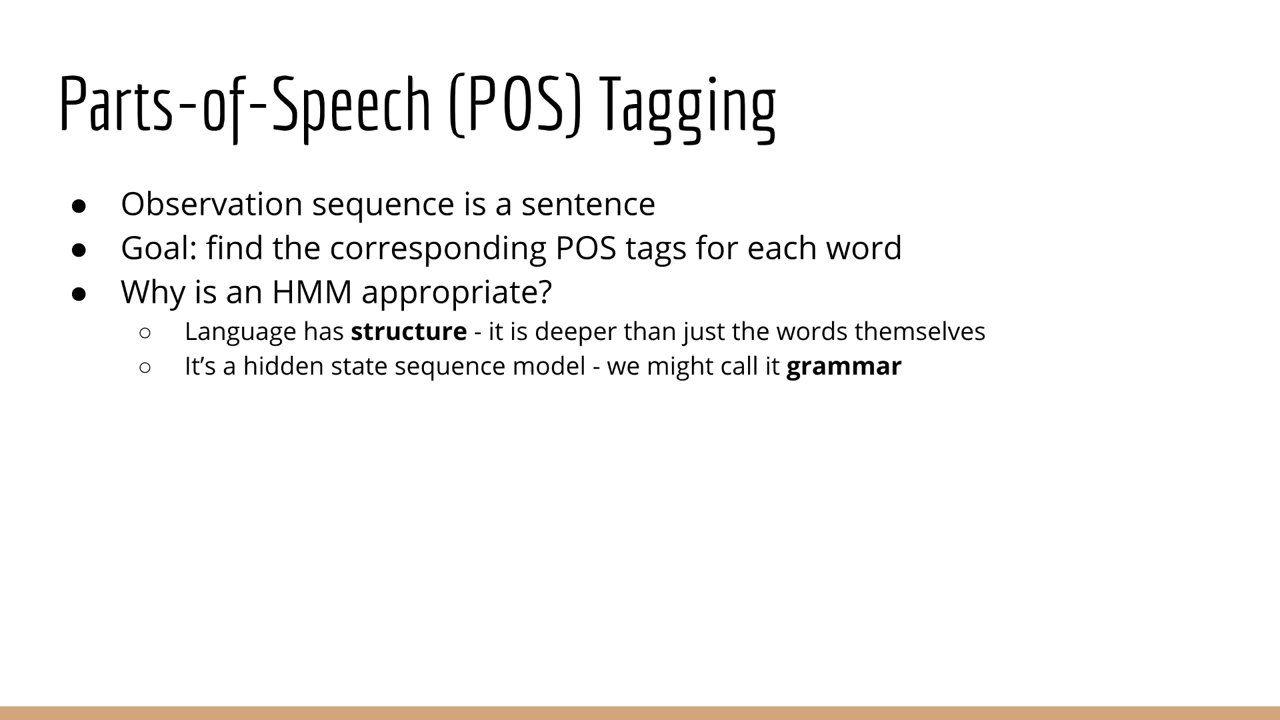 Parts-of-Speech (POS) Tagging
● Observation sequence is a sentence
● Goal: find the corresponding POS tags for each word
● Why is an HMM appropriate?
○ Language has structure - it is deeper than just the words themselves
○ It’s a hidden state sequence model - we might call it grammar